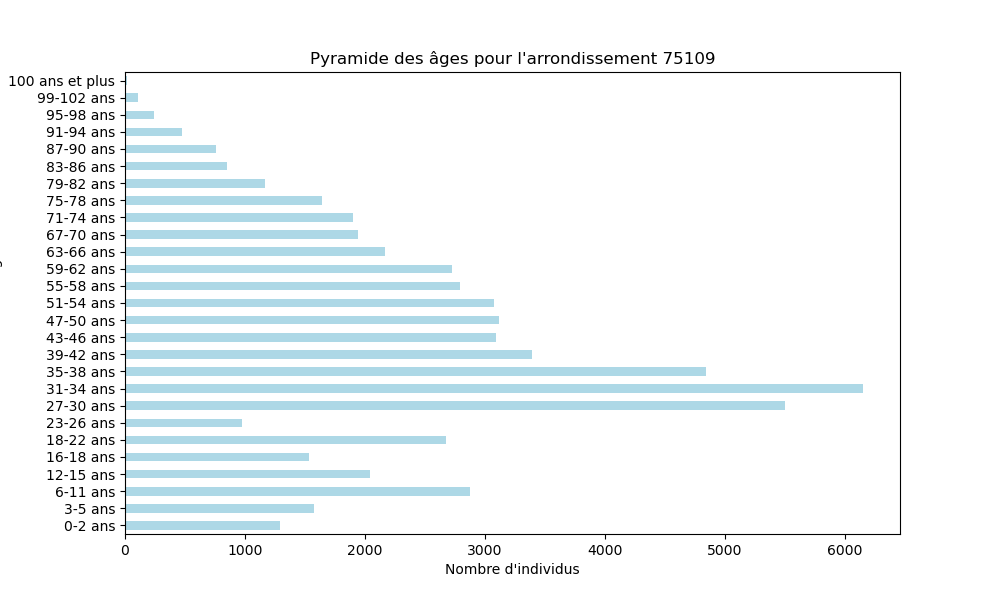 Pyramide des âges pour l'arrondissement 75109
100 ans et plus
99-102 ans
95-98 ans
91-94 ans
87-90 ans
83-86 ans
79-82 ans
75-78 ans
71-74 ans
67-70 ans
63-66 ans
59-62 ans
55-58 ans
51-54 ans
47-50 ans
43-46 ans
39-42 ans
35-38 ans
31-34 ans
27-30 ans
23-26 ans
18-22 ans
16-18 ans
12-15 ans
6-11 ans
3-5 ans
0-2 ans
0 1000 2000 3000 4000 5000 6000
Nombre d'individus